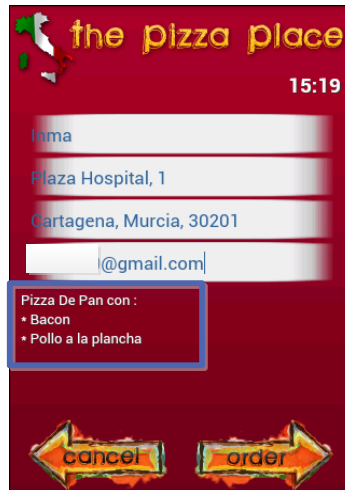 the pizza place
15:19
Inma
Plaza Hospital, 1
Cartagena, Murcia, 30201
@gmail.com
Pizza De Pan con :
* Bacon
* Pollo a la plancha
cancel order